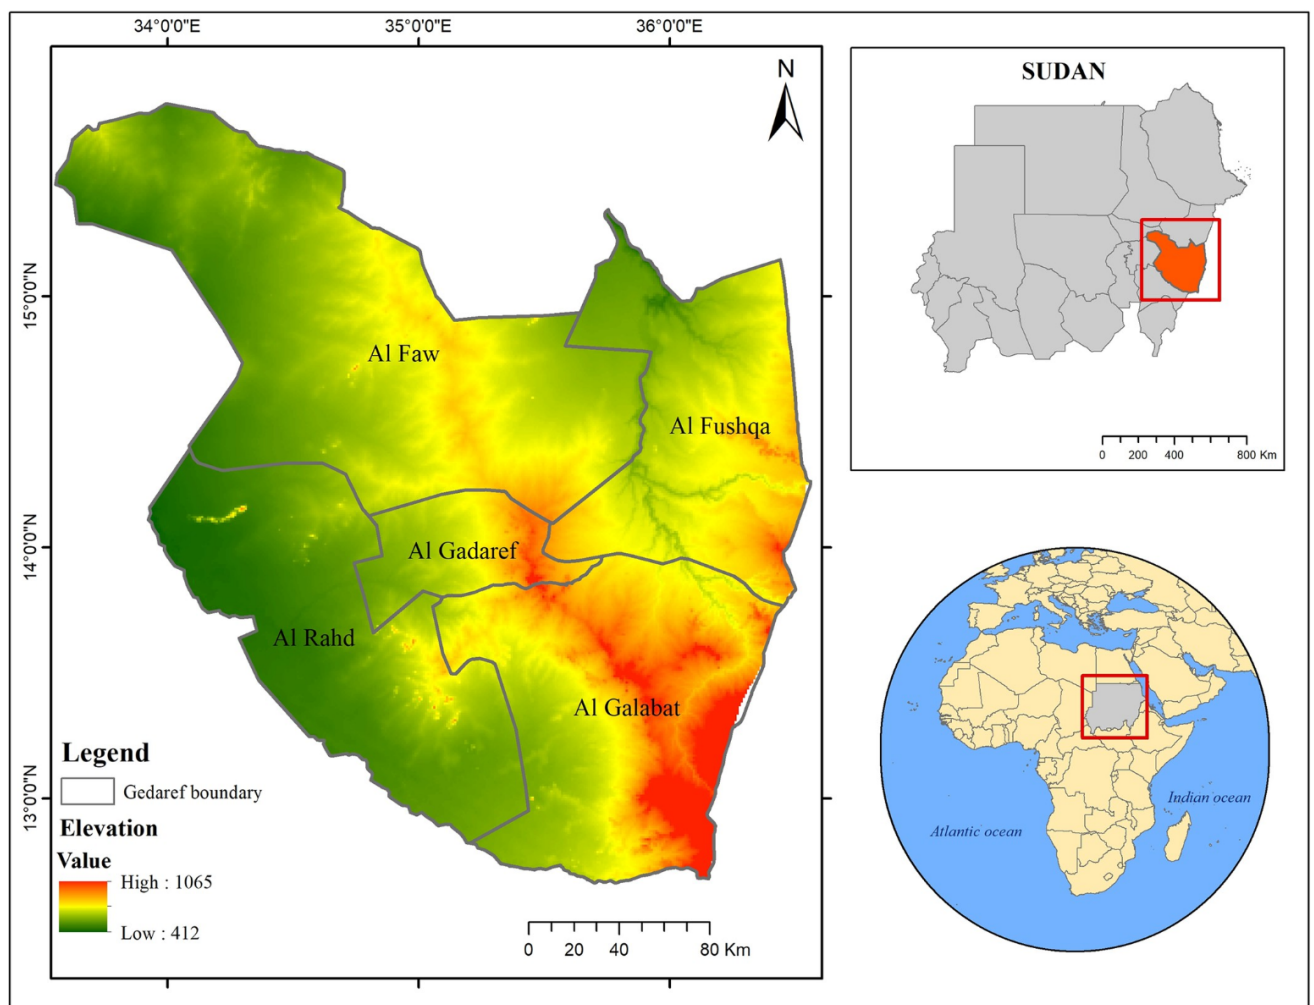 34°0'0"E
35°0'0"E
36°0'0"E
N
15°0'0"N
14°0'0"N
13°0'0"N
Al Faw
Al Fushqa
Al Gadaref
Al Rahd
Al Galabat
Legend
Gedaref boundary
Elevation
Value
High : 1065
Low : 412
0 20 40 80 Km
SUDAN
0 200 400 800 Km
Indian ocean
Atlantic ocean